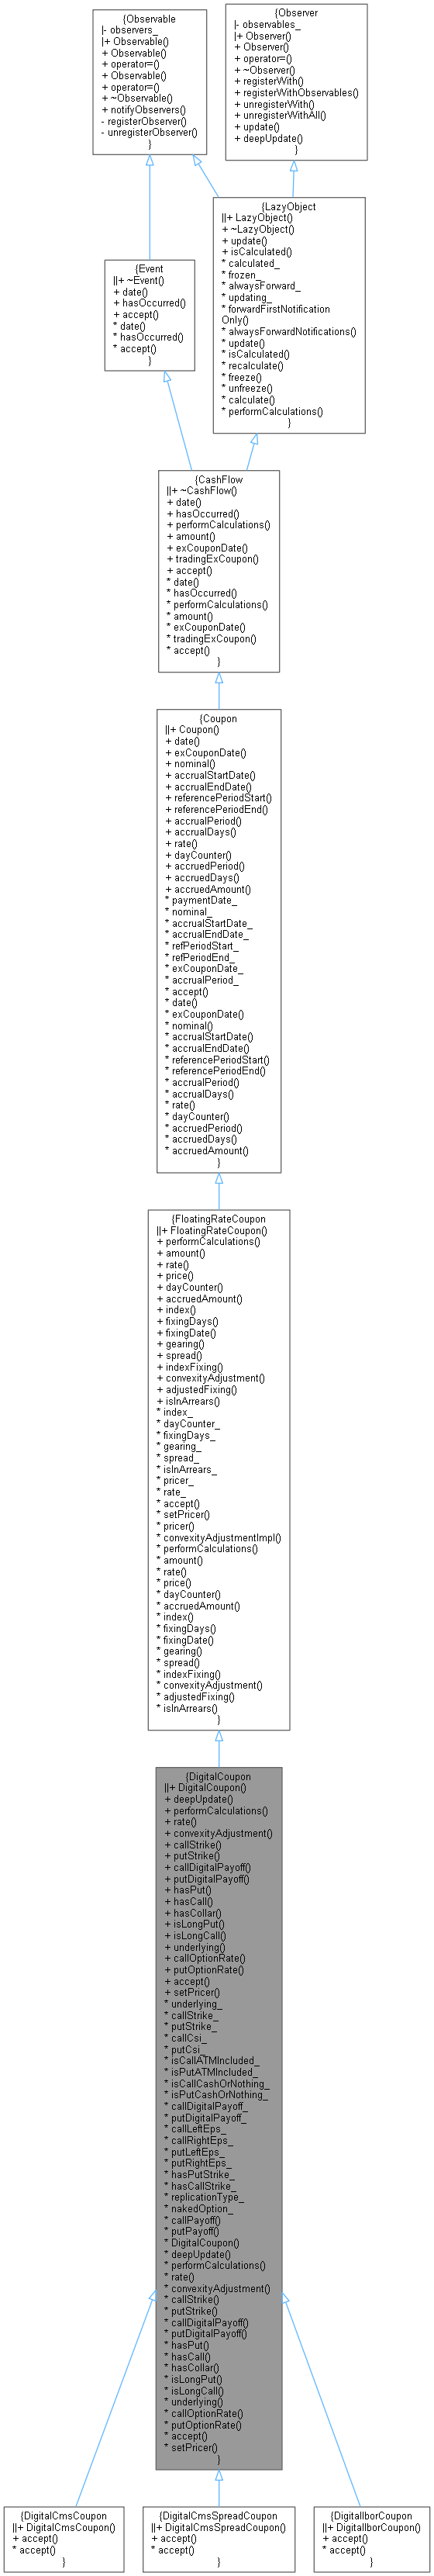 {Observable
|- observers_
|+ Observable()
+ Observable()
+ operator=()
+ Observable()
+ operator=()
+ ~Observable()
+ notifyObservers()
- registerObserver()
- unregisterObserver()
}
{Observer
|- observables_
|+ Observer()
+ Observer()
+ operator=()
+ ~Observer()
+ registerWith()
+ registerWithObservables()
+ unregisterWith()
+ unregisterWithAll()
+ update()
+ deepUpdate()
}
{LazyObject
||+ LazyObject()
+ ~LazyObject()
+ update()
+ isCalculated()
* calculated_
* frozen_
* alwaysForward_
* updating_
* forwardFirstNotification
Only()
* alwaysForwardNotifications()
* update()
* isCalculated()
* recalculate()
* freeze()
* unfreeze()
* calculate()
* performCalculations()
}
{Event
||+ ~Event()
+ date()
+ hasOccurred()
+ accept()
* date()
* hasOccurred()
* accept()
}
{CashFlow
||+ ~CashFlow()
+ date()
+ hasOccurred()
+ performCalculations()
+ amount()
+ exCouponDate()
+ tradingExCoupon()
+ accept()
* date()
* hasOccurred()
* performCalculations()
* amount()
* exCouponDate()
* tradingExCoupon()
* accept()
}
{Coupon
||+ Coupon()
+ date()
+ exCouponDate()
+ nominal()
+ accrualStartDate()
+ accrualEndDate()
+ referencePeriodStart()
+ referencePeriodEnd()
+ accrualPeriod()
+ accrualDays()
+ rate()
+ dayCounter()
+ accruedPeriod()
+ accruedDays()
+ accruedAmount()
* paymentDate_
* nominal_
* accrualStartDate_
* accrualEndDate_
* refPeriodStart_
* refPeriodEnd_
* exCouponDate_
* accrualPeriod_
* accept()
* date()
* exCouponDate()
* nominal()
* accrualStartDate()
* accrualEndDate()
* referencePeriodStart()
* referencePeriodEnd()
* accrualPeriod()
* accrualDays()
* rate()
* dayCounter()
* accruedPeriod()
* accruedDays()
* accruedAmount()
}
{FloatingRateCoupon
||+ FloatingRateCoupon()
+ performCalculations()
+ amount()
+ rate()
+ price()
+ dayCounter()
+ accruedAmount()
+ index()
+ fixingDays()
+ fixingDate()
+ gearing()
+ spread()
+ indexFixing()
+ convexityAdjustment()
+ adjustedFixing()
+ isInArrears()
* index_
* dayCounter_
* fixingDays_
* gearing_
* spread_
* isInArrears_
* pricer_
* rate_
* accept()
* setPricer()
* pricer()
* convexityAdjustmentImpl()
* performCalculations()
* amount()
* rate()
* price()
* dayCounter()
* accruedAmount()
* index()
* fixingDays()
* fixingDate()
* gearing()
* spread()
* indexFixing()
* convexityAdjustment()
* adjustedFixing()
* isInArrears()
}
{DigitalCoupon
||+ DigitalCoupon()
+ deepUpdate()
+ performCalculations()
+ rate()
+ convexityAdjustment()
+ callStrike()
+ putStrike()
+ callDigitalPayoff()
+ putDigitalPayoff()
+ hasPut()
+ hasCall()
+ hasCollar()
+ isLongPut()
+ isLongCall()
+ underlying()
+ callOptionRate()
+ putOptionRate()
+ accept()
+ setPricer()
* underlying_
* callStrike_
* putStrike_
* callCsi_
* putCsi_
* isCallATMIncluded_
* isPutATMIncluded_
* isCallCashOrNothing_
* isPutCashOrNothing_
* callDigitalPayoff_
* putDigitalPayoff_
* callLeftEps_
* callRightEps_
* putLeftEps_
* putRightEps_
* hasPutStrike_
* hasCallStrike_
* replicationType_
* nakedOption_
* callPayoff()
* putPayoff()
* DigitalCoupon()
* deepUpdate()
* performCalculations()
* rate()
* convexityAdjustment()
* callStrike()
* putStrike()
* callDigitalPayoff()
* putDigitalPayoff()
* hasPut()
* hasCall()
* hasCollar()
* isLongPut()
* isLongCall()
* underlying()
* callOptionRate()
* putOptionRate()
* accept()
* setPricer()
}
{DigitalCmsCoupon
||+ DigitalCmsCoupon()
+ accept()
* accept()
}
{DigitalCmsSpreadCoupon
||+ DigitalCmsSpreadCoupon()
+ accept()
* accept()
}
{DigitalIborCoupon
||+ DigitalIborCoupon()
+ accept()
* accept()
}